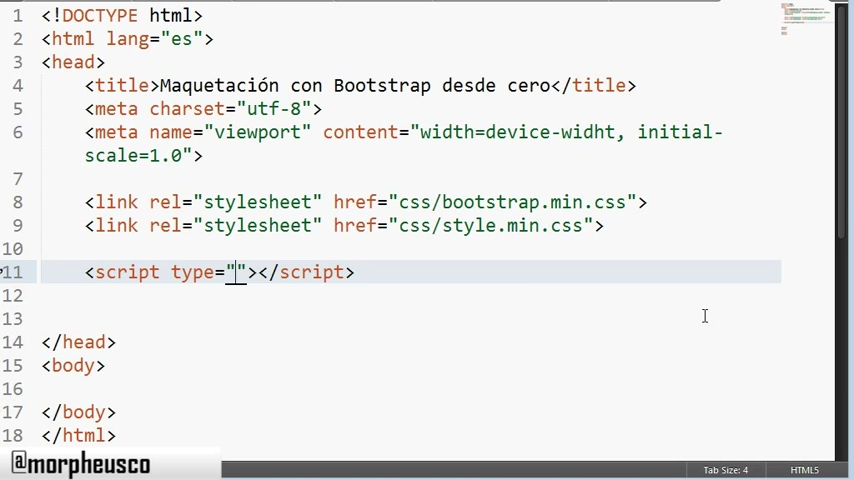 1 <!DOCTYPE html>
2 <html lang="es">
3 <head>
4 <title>Maquetación con Bootstrap desde cero</title>
5 <meta charset="utf-8">
6 <meta name="viewport" content="width=device-widht, initial-
scale=1.0">
7
8 <link rel="stylesheet" href="css/bootstrap.min.css">
9 <link rel="stylesheet" href="css/style.min.css">
10
11 <script type=""></script>
12
13
14 </head>
15 <body>
16
17 </body>
18 </html>
@morpheusco
Tab Size: 4 HTML5